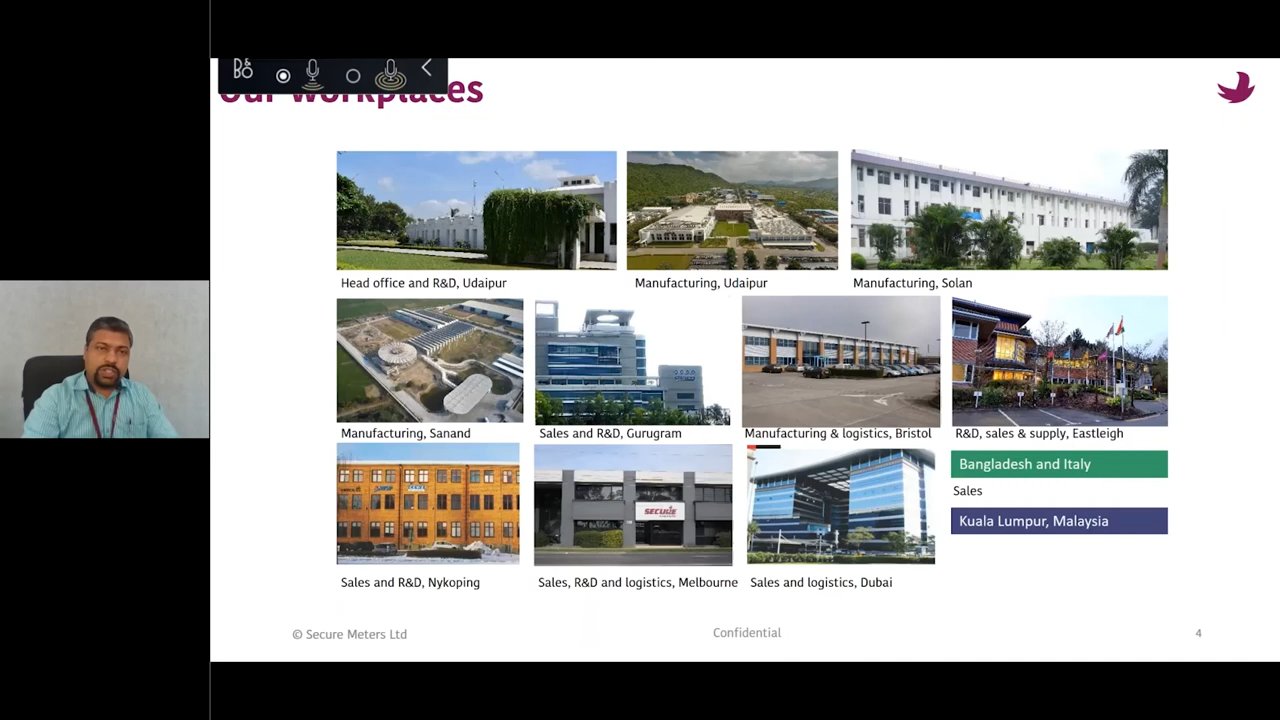 B&O
Our workplaces
Head office and R&D, Udaipur
Manufacturing, Udaipur
Manufacturing, Solan
Manufacturing, Sanand
Sales and R&D, Gurugram
Manufacturing & logistics, Bristol
R&D, sales & supply, Eastleigh
Bangladesh and Italy
Sales
Kuala Lumpur, Malaysia
SECURE
Sales and R&D, Nykoping
Sales, R&D and logistics, Melbourne
Sales and logistics, Dubai
© Secure Meters Ltd
Confidential
4